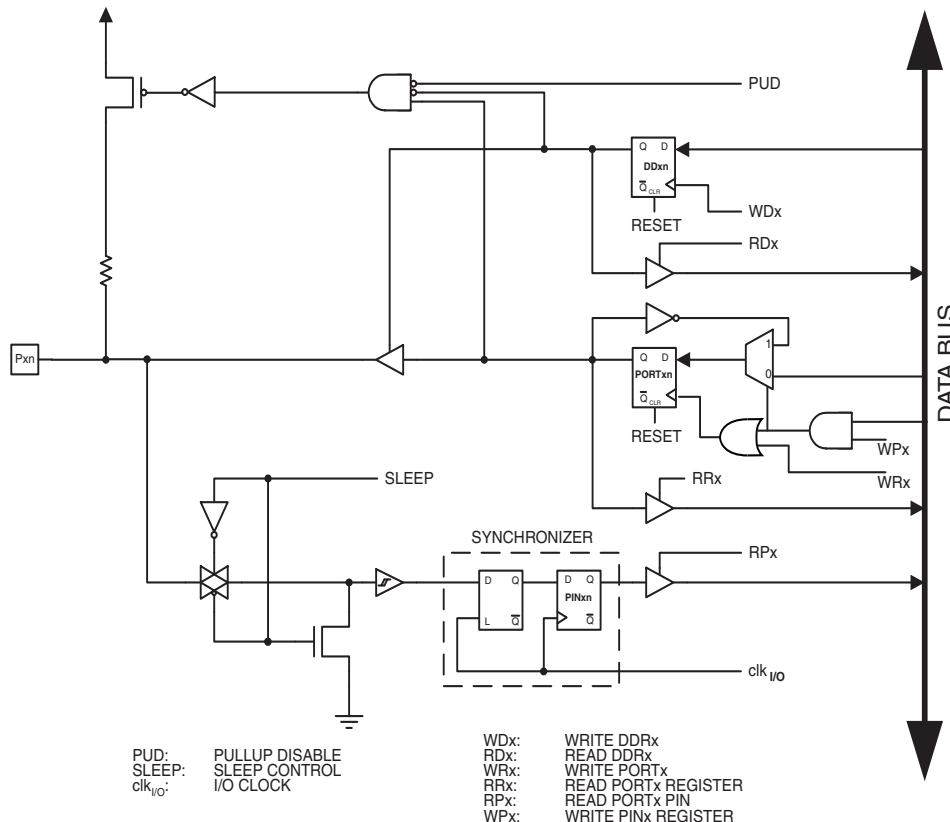 PUD
Q D
DDxn
Q CLR
WDx
RESET
RDx
Pxn
1
Q D
PORTxn
0
Q CLR
RESET
WPx
WRx
RRx
SLEEP
SYNCHRONIZER
RPx
D Q
D Q
PINxn
L Q
Q
clk I/O
DATA BUS
PUD: PULLUP DISABLE
SLEEP: SLEEP CONTROL
clkI/O: I/O CLOCK
WDx: WRITE DDRx
RDx: READ DDRx
WRx: WRITE PORTx
RRx: READ PORTx REGISTER
RPx: READ PORTx PIN
WPx: WRITE PINx REGISTER